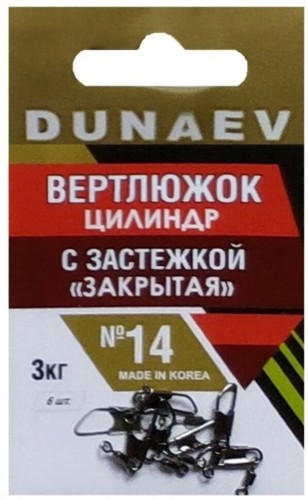 DUNAEV
ВЕРТЛЮЖОК
ЦИЛИНДР
С ЗАСТЕЖКОЙ
«ЗАКРЫТАЯ»
№14
3КГ
MADE IN KOREA
6 шт.